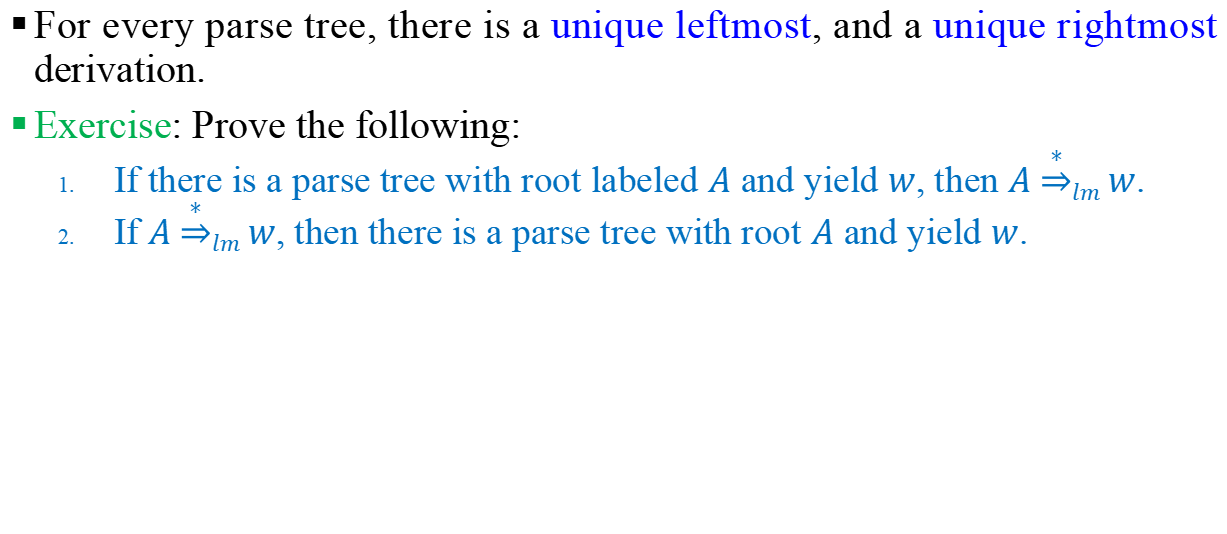 ▪ For every parse tree, there is a unique leftmost, and a unique rightmost
derivation.
▪ Exercise: Prove the following:
1. If there is a parse tree with root labeled A and yield w, then A ⇒*lm w.
2. If A ⇒*lm w, then there is a parse tree with root A and yield w.